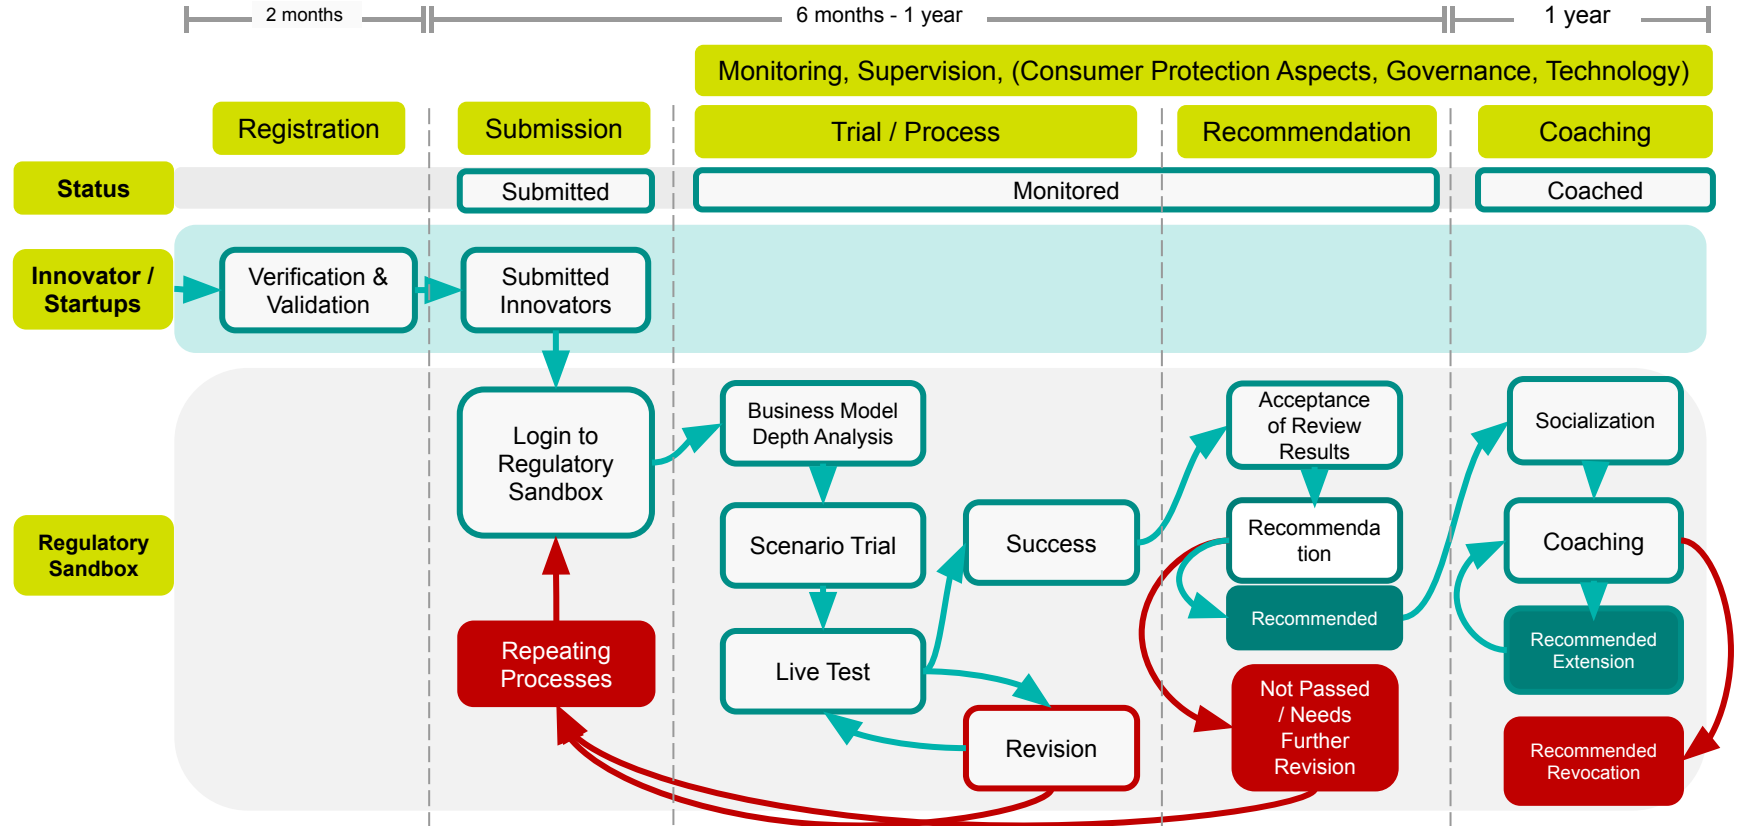 2 months
6 months - 1 year
1 year
Monitoring, Supervision, (Consumer Protection Aspects, Governance, Technology)
Registration
Submission
Trial / Process
Recommendation
Coaching
Status
Submitted
Monitored
Coached
Innovator /
Startups
Verification &
Validation
Submitted
Innovators
Regulatory
Sandbox
Login to
Regulatory
Sandbox
Repeating
Processes
Business Model
Depth Analysis
Scenario Trial
Live Test
Success
Revision
Acceptance
of Review
Results
Recommenda
tion
Recommended
Not Passed
/ Needs
Further
Revision
Socialization
Coaching
Recommended
Extension
Recommended
Revocation